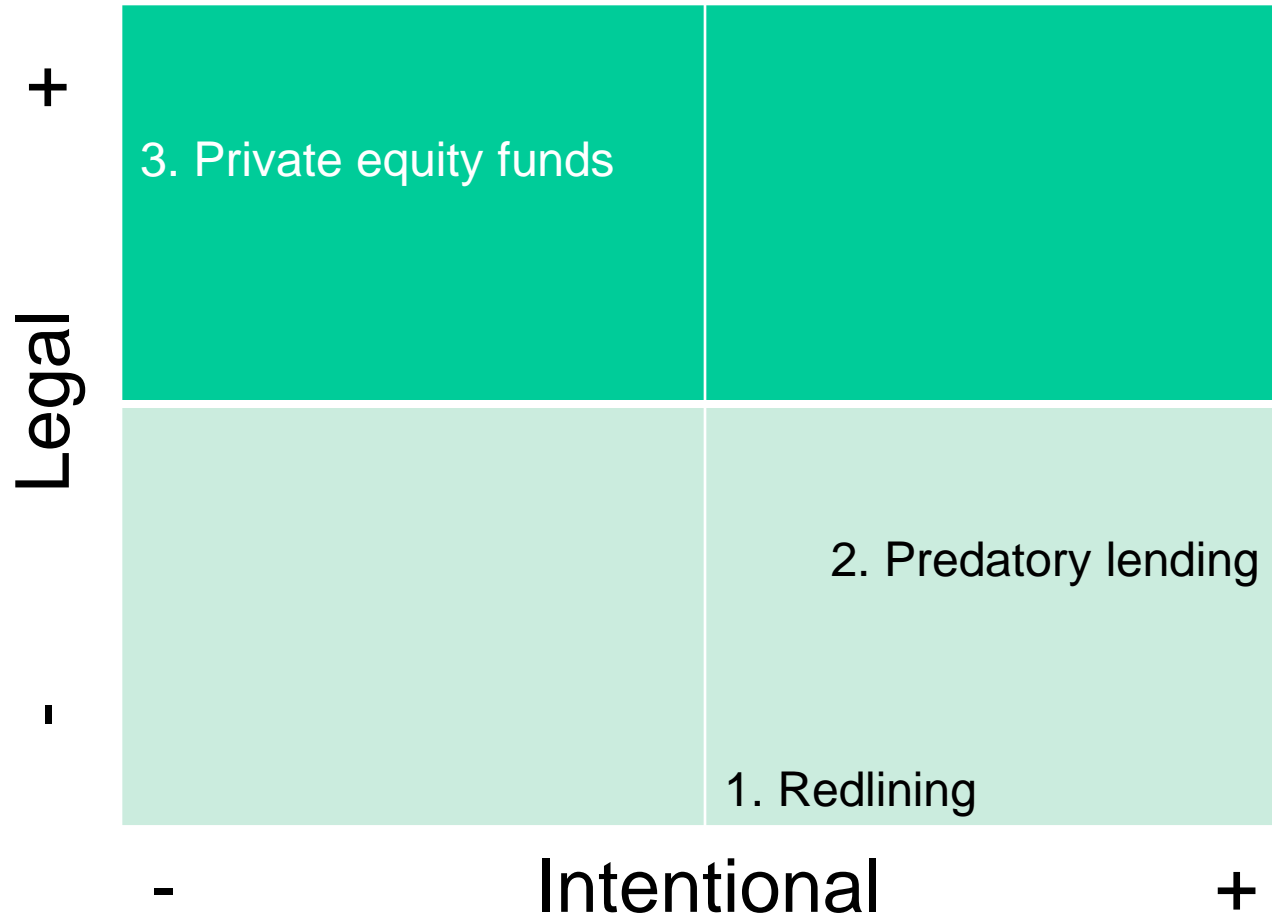 +
3. Private equity funds
Legal
2. Predatory lending
-
1. Redlining
- Intentional +